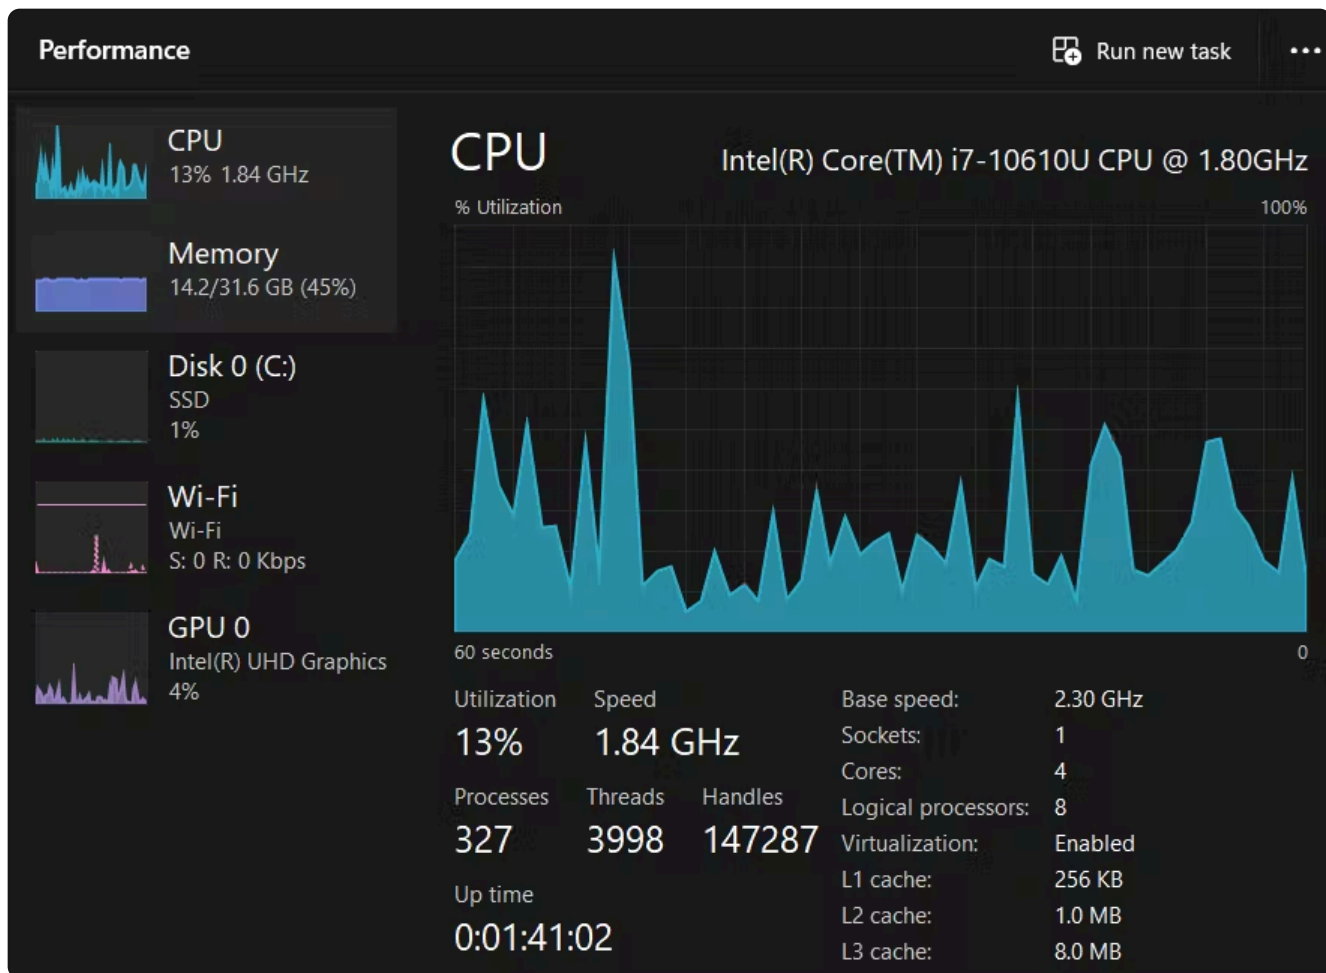 Performance
Run new task
CPU
13% 1.84 GHz
Memory
14.2/31.6 GB (45%)
Disk 0 (C:)
SSD
1%
Wi-Fi
Wi-Fi
S: 0 R: 0 Kbps
GPU 0
Intel(R) UHD Graphics
4%
CPU
Intel(R) Core(TM) i7-10610U CPU @ 1.80GHz
% Utilization
100%
60 seconds
0
Utilization
Speed
13%
1.84 GHz
Processes
Threads
Handles
327
3998
147287
Up time
0:01:41:02
Base speed: 2.30 GHz
Sockets: 1
Cores: 4
Logical processors: 8
Virtualization: Enabled
L1 cache: 256 KB
L2 cache: 1.0 MB
L3 cache: 8.0 MB